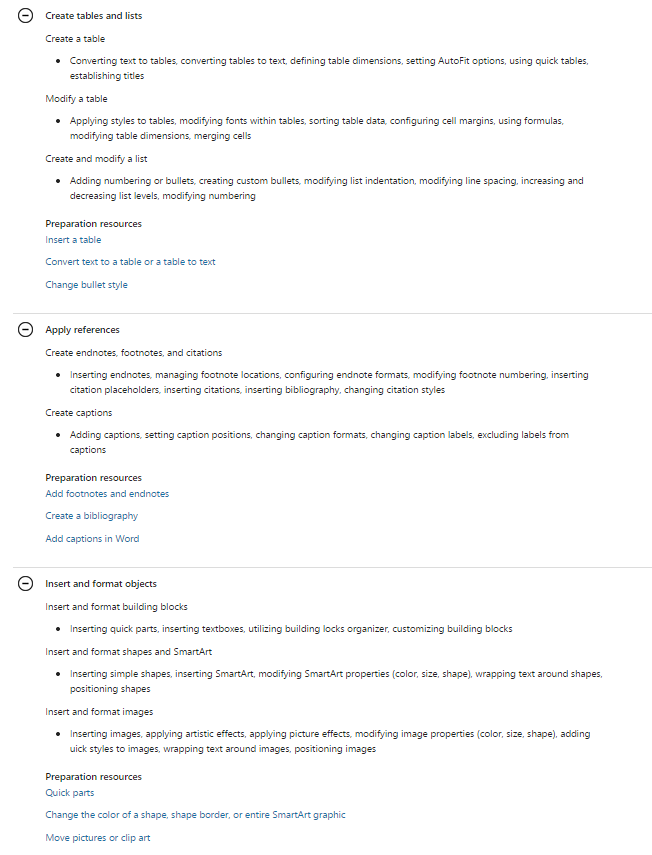 Create tables and lists
Create a table
• Converting text to tables, converting tables to text, defining table dimensions, setting AutoFit options, using quick tables,
establishing titles
Modify a table
• Applying styles to tables, modifying fonts within tables, sorting table data, configuring cell margins, using formulas,
modifying table dimensions, merging cells
Create and modify a list
• Adding numbering or bullets, creating custom bullets, modifying list indentation, modifying line spacing, increasing and
decreasing list levels, modifying numbering
Preparation resources
Insert a table
Convert text to a table or a table to text
Change bullet style
Apply references
Create endnotes, footnotes, and citations
• Inserting endnotes, managing footnote locations, configuring endnote formats, modifying footnote numbering, inserting
citation placeholders, inserting citations, inserting bibliography, changing citation styles
Create captions
• Adding captions, setting caption positions, changing caption formats, changing caption labels, excluding labels from
captions
Preparation resources
Add footnotes and endnotes
Create a bibliography
Add captions in Word
Insert and format objects
Insert and format building blocks
• Inserting quick parts, inserting textboxes, utilizing building locks organizer, customizing building blocks
Insert and format shapes and SmartArt
• Inserting simple shapes, inserting SmartArt, modifying SmartArt properties (color, size, shape), wrapping text around shapes,
positioning shapes
Insert and format images
• Inserting images, applying artistic effects, applying picture effects, modifying image properties (color, size, shape), adding
uick styles to images, wrapping text around images, positioning images
Preparation resources
Quick parts
Change the color of a shape, shape border, or entire SmartArt graphic
Move pictures or clip art